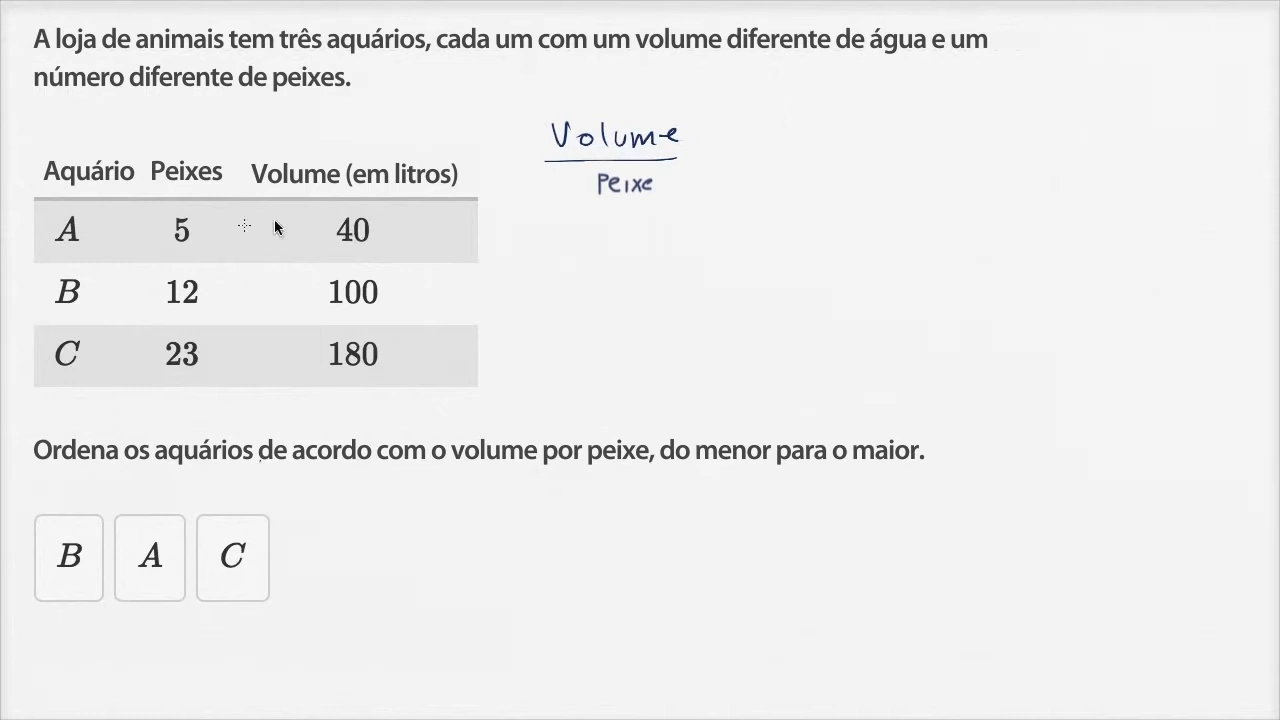 A loja de animais tem três aquários, cada um com um volume diferente de água e um
número diferente de peixes.
Volume
Peixe
Aquário Peixes Volume (em litros)
A 5 40
B 12 100
C 23 180
Ordena os aquários de acordo com o volume por peixe, do menor para o maior.
B A C